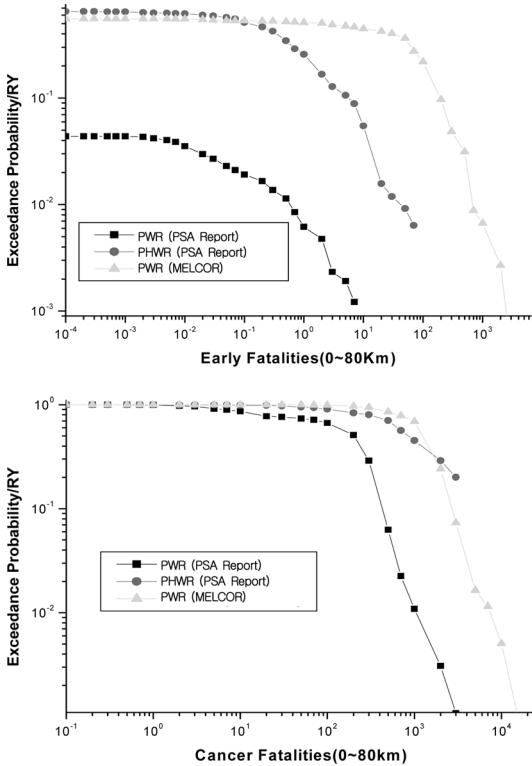 Exceedance Probability/RY
10^-1
10^-2
10^-3
PWR (PSA Report)
PHWR (PSA Report)
PWR (MELCOR)
10^-4 10^-3 10^-2 10^-1 10^0 10^1 10^2 10^3
Early Fatalities(0~80Km)
Exceedance Probability/RY
10^0
10^-1
10^-2
PWR (PSA Report)
PHWR (PSA Report)
PWR (MELCOR)
10^-1 10^0 10^1 10^2 10^3 10^4
Cancer Fatalities(0~80km)